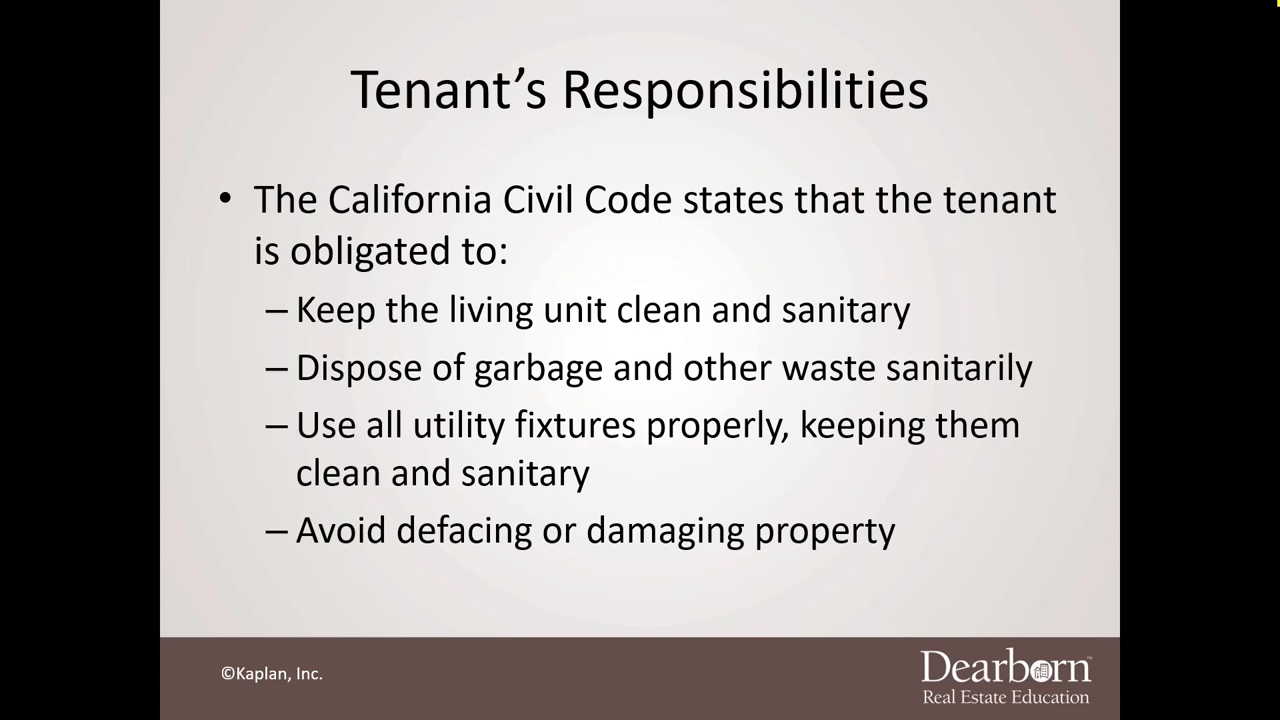 Tenant’s Responsibilities
• The California Civil Code states that the tenant
is obligated to:
– Keep the living unit clean and sanitary
– Dispose of garbage and other waste sanitarily
– Use all utility fixtures properly, keeping them
clean and sanitary
– Avoid defacing or damaging property
©Kaplan, Inc.
Dearborn™
Real Estate Education